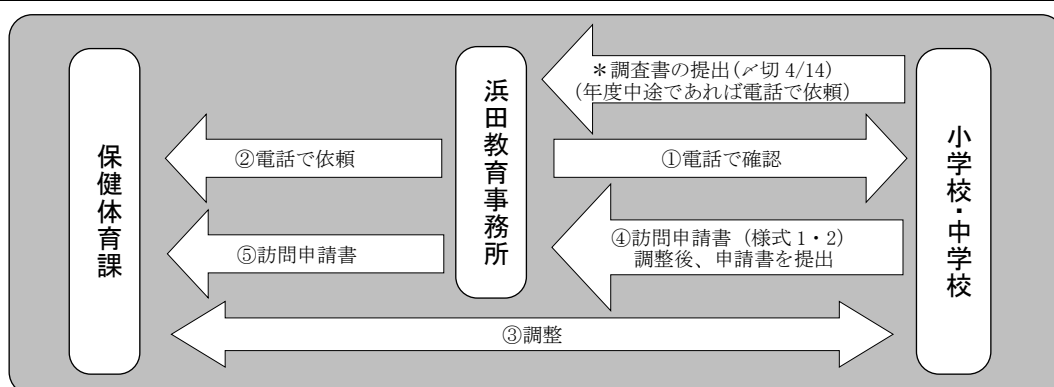 保健体育課
浜田教育事務所
小学校・中学校
＊調査書の提出(〆切 4/14)
(年度中途であれば電話で依頼)
②電話で依頼
①電話で確認
④訪問申請書（様式 1・2）
調整後、申請書を提出
⑤訪問申請書
③調整